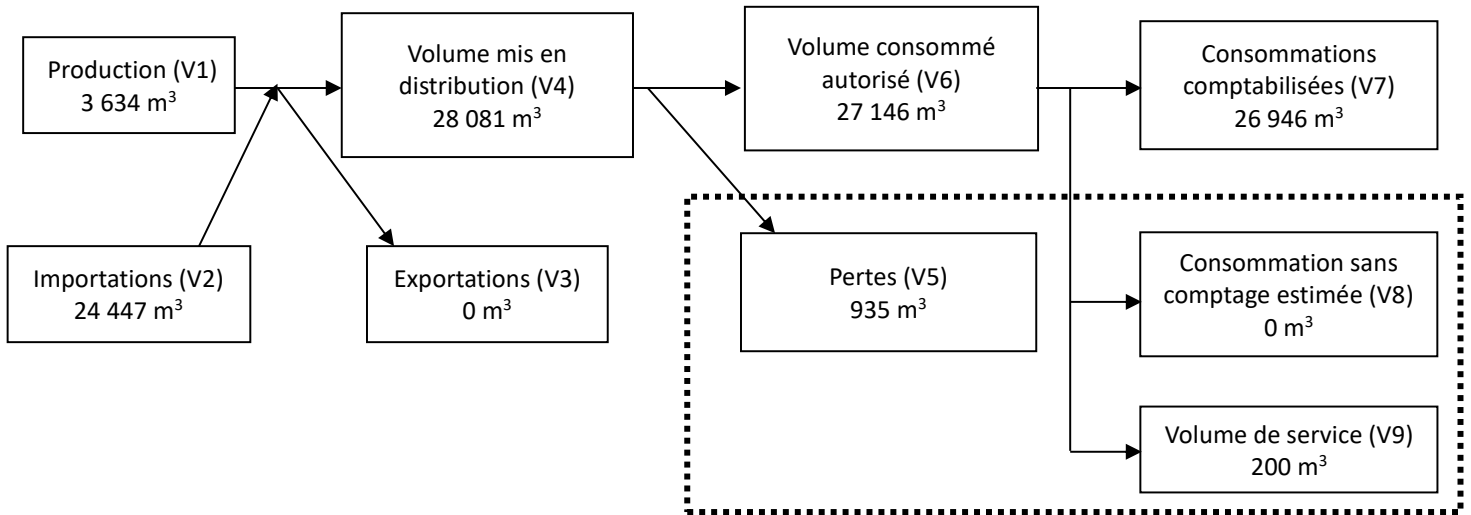 Production (V1)
3 634 m³
Volume mis en
distribution (V4)
28 081 m³
Volume consommé
autorisé (V6)
27 146 m³
Consommations
comptabilisées (V7)
26 946 m³
Importations (V2)
24 447 m³
Exportations (V3)
0 m³
Pertes (V5)
935 m³
Consommation sans
comptage estimée (V8)
0 m³
Volume de service (V9)
200 m³